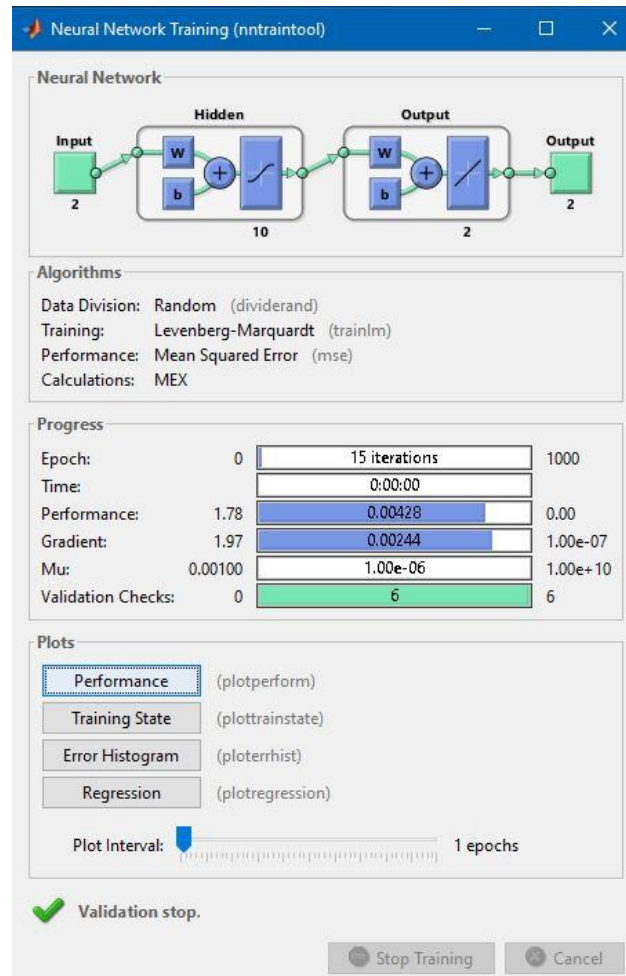 Neural Network Training (nntraintool)
Neural Network
Hidden
Output
Input
Output
W
W
b
b
2
10
2
2
Algorithms
Data Division: Random (dividerand)
Training: Levenberg-Marquardt (trainlm)
Performance: Mean Squared Error (mse)
Calculations: MEX
Progress
Epoch: 0 15 iterations 1000
Time: 0:00:00
Performance: 1.78 0.00428 0.00
Gradient: 1.97 0.00244 1.00e-07
Mu: 0.00100 1.00e-06 1.00e+10
Validation Checks: 0 6 6
Plots
Performance (plotperform)
Training State (plottrainstate)
Error Histogram (ploterrhist)
Regression (plotregression)
Plot Interval: 1 epochs
Validation stop.
Stop Training Cancel